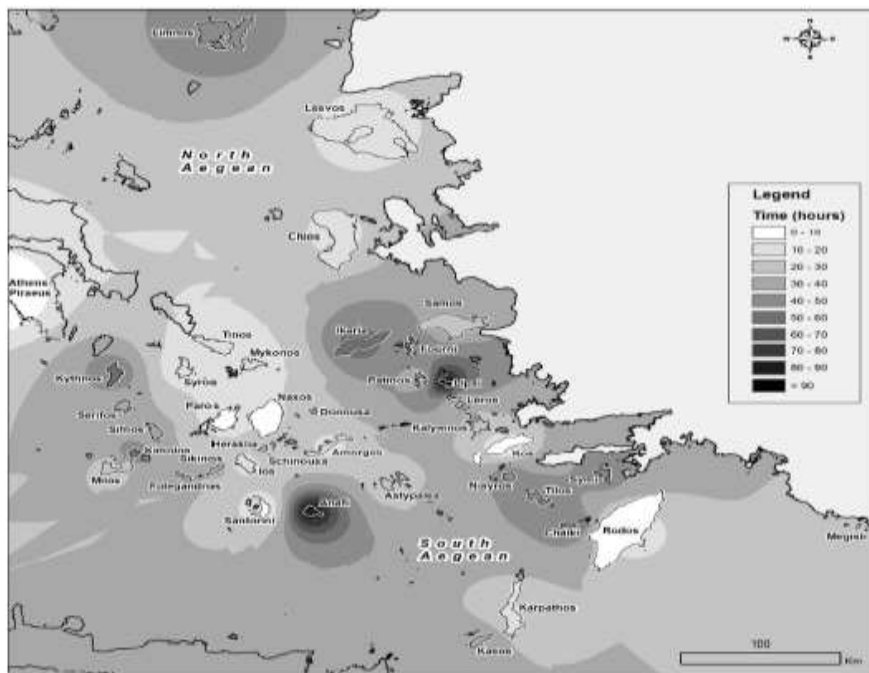 Limnos
Lesvos
North
Aegean
Chios
Athens
Piraeus
Samos
Ikaria
Fourni
Tinos
Mykonos
Syros
Kythnos
Patmos
Lipsi
Leros
Naxos
Paros
Donousa
Serifos
Sifnos
Kalymnos
Kos
Heraklia
Schinousa
Amorgos
Kimolos
Sikinos
Ios
Milos
Folegandros
Astypalea
Nisyros
Tilos
Symi
Santorini
Anafi
Chalki
Rodos
Megisti
South
Aegean
Karpathos
Kasos
N
W
E
S
Legend
Time (hours)
0 - 10
10 - 20
20 - 30
30 - 40
40 - 50
50 - 60
60 - 70
70 - 80
80 - 90
> 90
100
Km